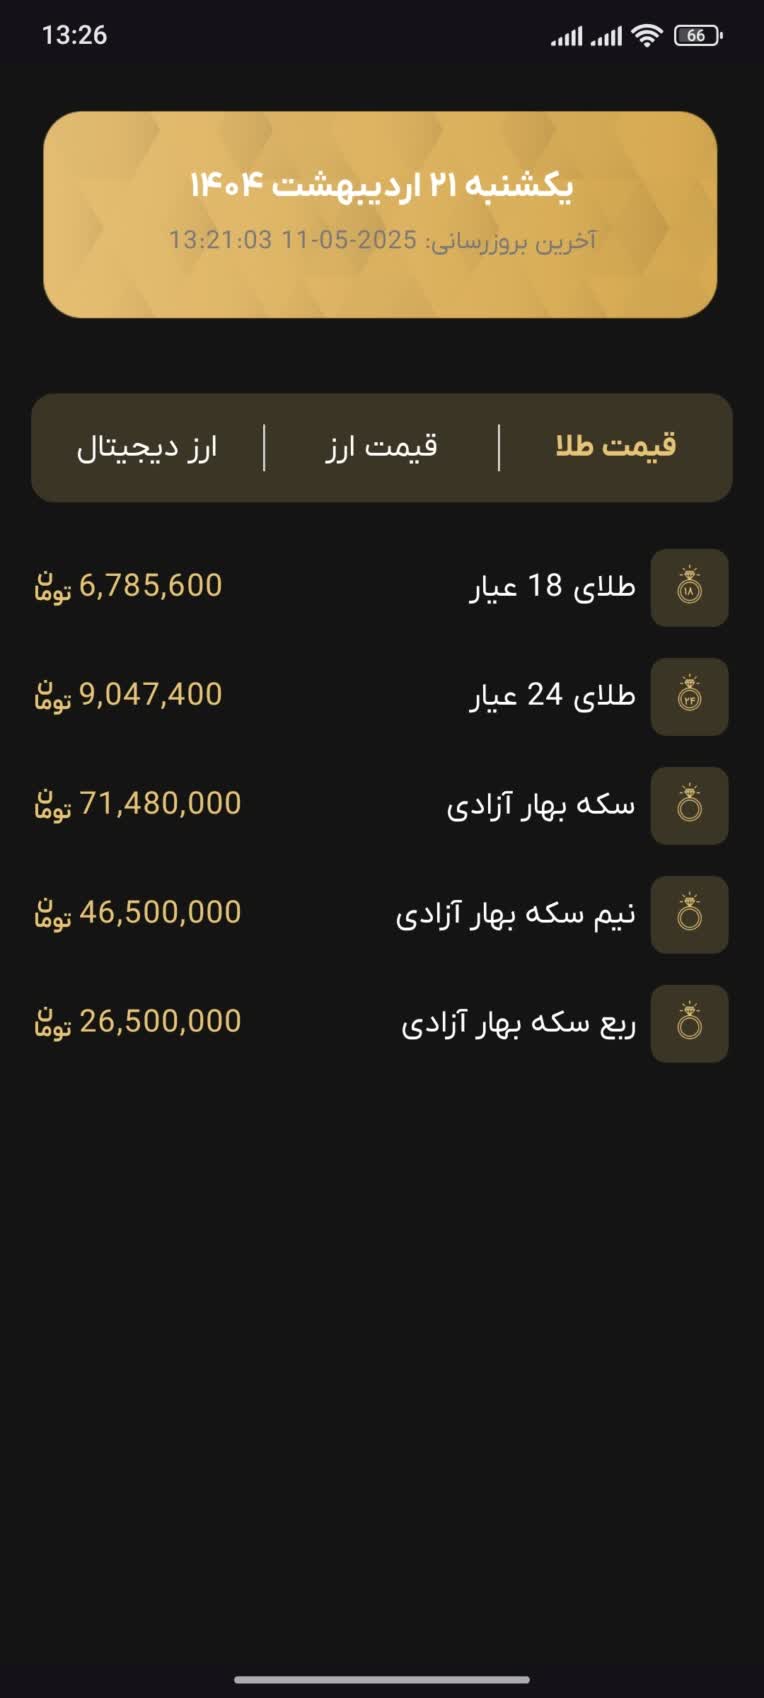 13:26
66
یکشنبه ۲۱ اردیبهشت ۱۴۰۴
آخرین بروزرسانی: 2025-05-11 13:21:03
قیمت طلا | قیمت ارز | ارز دیجیتال
۱۸ طلای 18 عیار 6,785,600 تومان
۲۴ طلای 24 عیار 9,047,400 تومان
سکه بهار آزادی 71,480,000 تومان
نیم سکه بهار آزادی 46,500,000 تومان
ربع سکه بهار آزادی 26,500,000 تومان